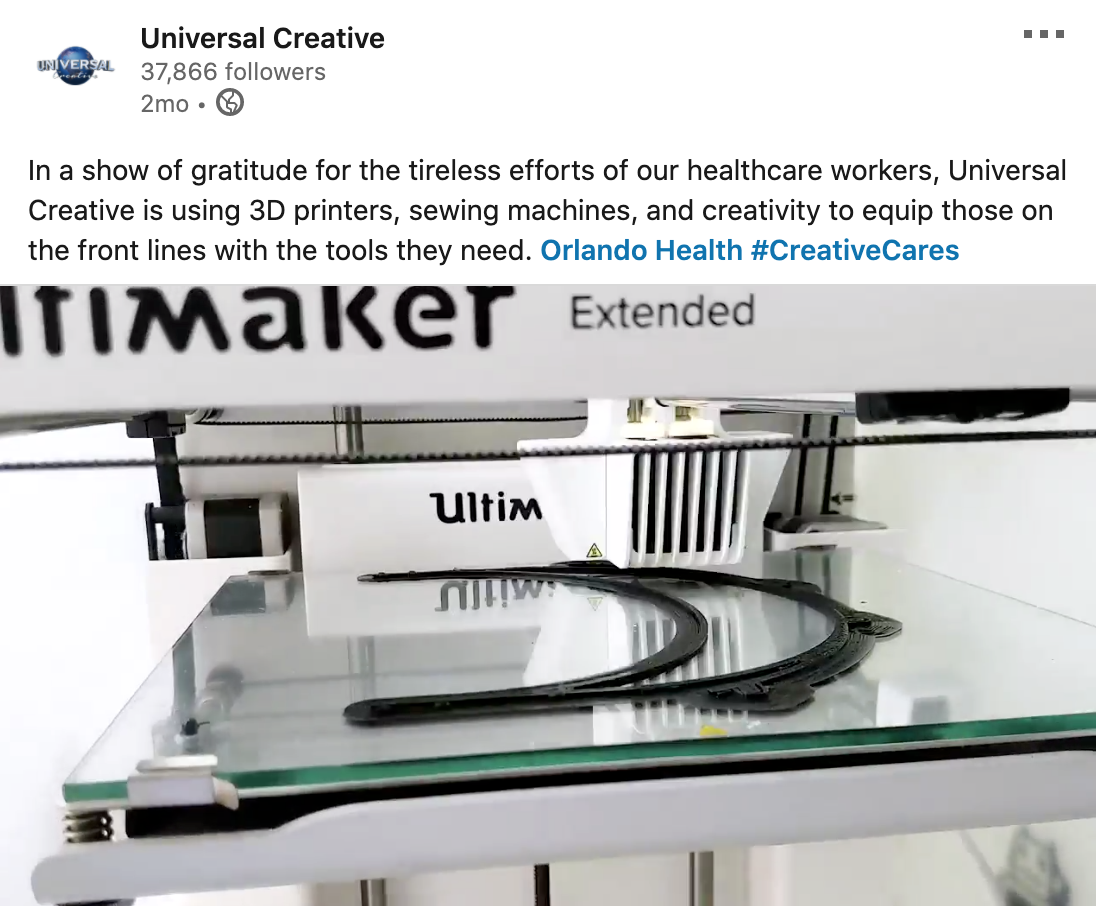 UNIVERSAL
Creative
Universal Creative
37,866 followers
2mo •
In a show of gratitude for the tireless efforts of our healthcare workers, Universal
Creative is using 3D printers, sewing machines, and creativity to equip those on
the front lines with the tools they need. Orlando Health #CreativeCares
ltimaker Extended
Ultim